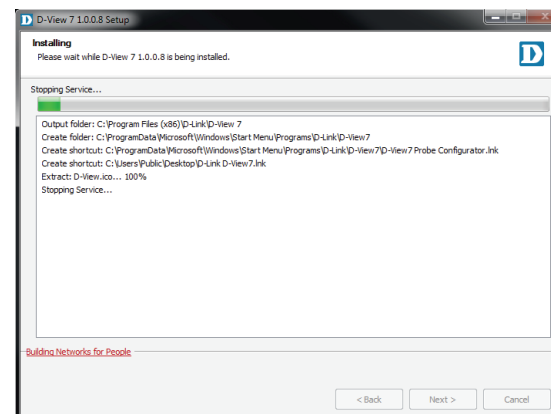 D-View 7 1.0.0.8 Setup
Installing
Please wait while D-View 7 1.0.0.8 is being installed.
D
Stopping Service...
Output folder: C:\Program Files (x86)\D-Link\D-View 7
Create folder: C:\ProgramData\Microsoft\Windows\Start Menu\Programs\D-Link\D-View7
Create shortcut: C:\ProgramData\Microsoft\Windows\Start Menu\Programs\D-Link\D-View7\D-View7 Probe Configurator.lnk
Create shortcut: C:\Users\Public\Desktop\D-Link D-View7.lnk
Extract: D-View.ico... 100%
Stopping Service...
Building Networks for People
< Back Next > Cancel